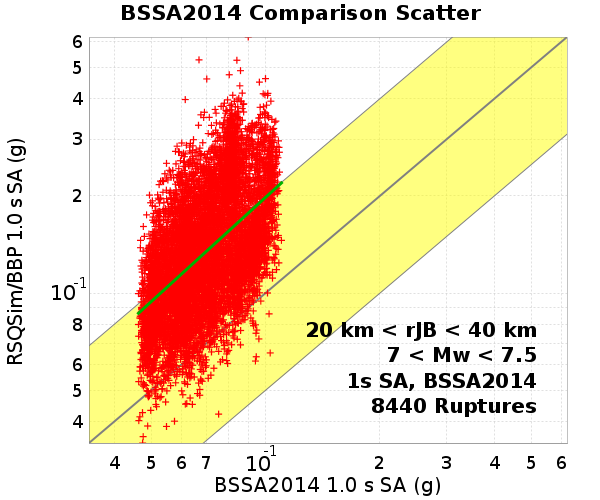 BSSA2014 Comparison Scatter
RSQSim/BBP 1.0 s SA (g)
6
5
4
3
2
10⁻¹
8
6
5
4
20 km < rJB < 40 km
7 < Mw < 7.5
1s SA, BSSA2014
8440 Ruptures
4 5 6 7 10⁻¹ 2 3 4 5 6
BSSA2014 1.0 s SA (g)